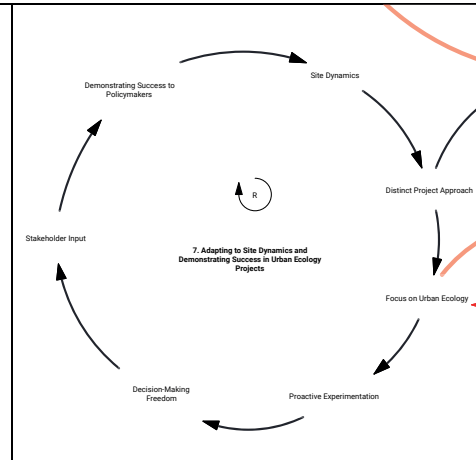 Site Dynamics
Demonstrating Success to
Policymakers
Distinct Project Approach
R
Stakeholder Input
7. Adapting to Site Dynamics and
Demonstrating Success in Urban Ecology
Projects
Focus on Urban Ecology
Decision-Making
Freedom
Proactive Experimentation